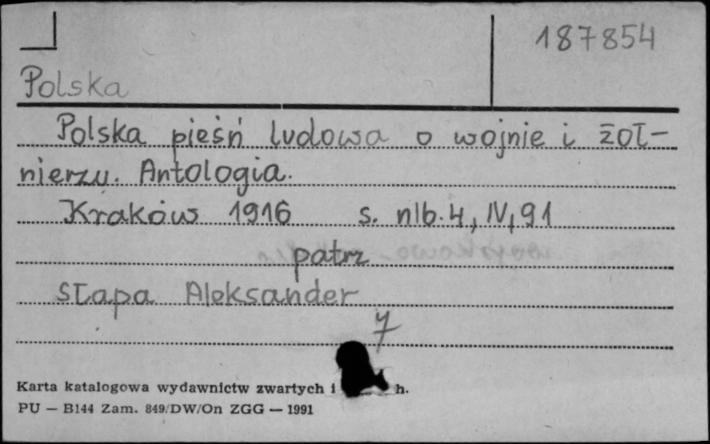 187854
Polska
Polska pieśń ludowa o wojnie i żoł-
nierzu. Antologia.
Kraków 1916 s. nlb. 4, IV, 91
patrz
Słapa Aleksander
7
Karta katalogowa wydawnictw zwartych i h.
PU — B144 Zam. 849/DW/On ZGG — 1991